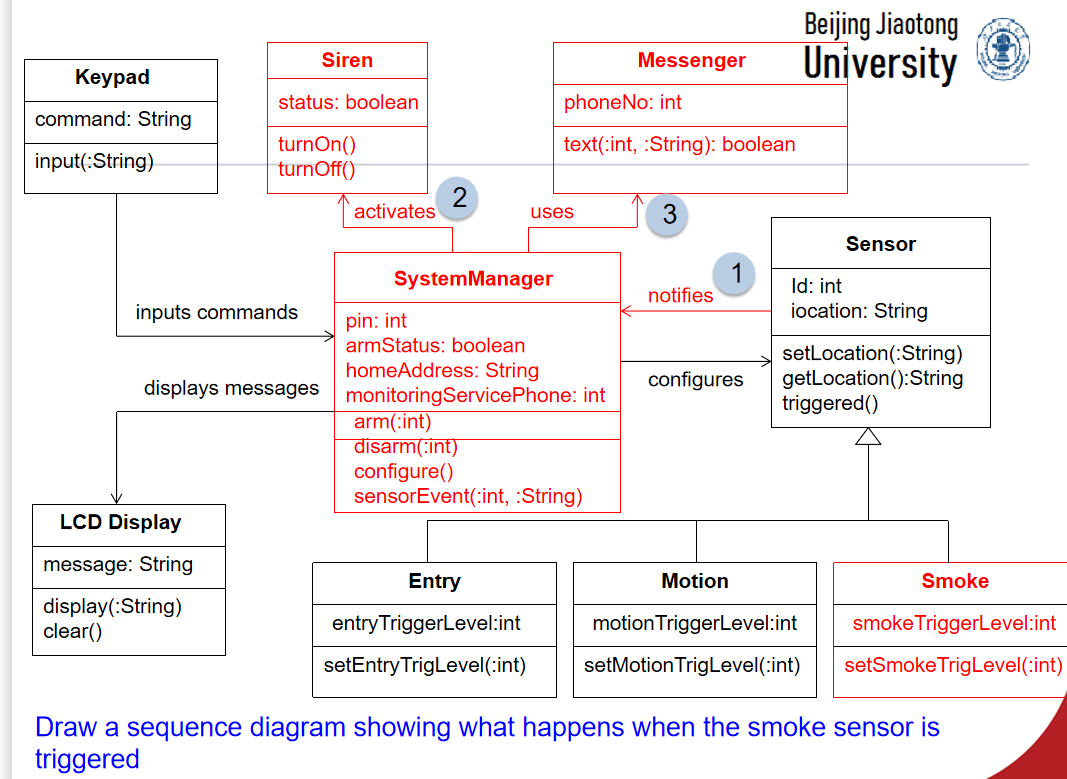 Beijing Jiaotong
University
Keypad
command: String
input(:String)
Siren
status: boolean
turnOn()
turnOff()
Messenger
phoneNo: int
text(:int, :String): boolean
activates
2
uses
3
Sensor
Id: int
iocation: String
setLocation(:String)
getLocation():String
triggered()
1
notifies
SystemManager
pin: int
armStatus: boolean
homeAddress: String
monitoringServicePhone: int
arm(:int)
disarm(:int)
configure()
sensorEvent(:int, :String)
inputs commands
configures
displays messages
LCD Display
message: String
display(:String)
clear()
Entry
entryTriggerLevel:int
setEntryTrigLevel(:int)
Motion
motionTriggerLevel:int
setMotionTrigLevel(:int)
Smoke
smokeTriggerLevel:int
setSmokeTrigLevel(:int)
Draw a sequence diagram showing what happens when the smoke sensor is
triggered